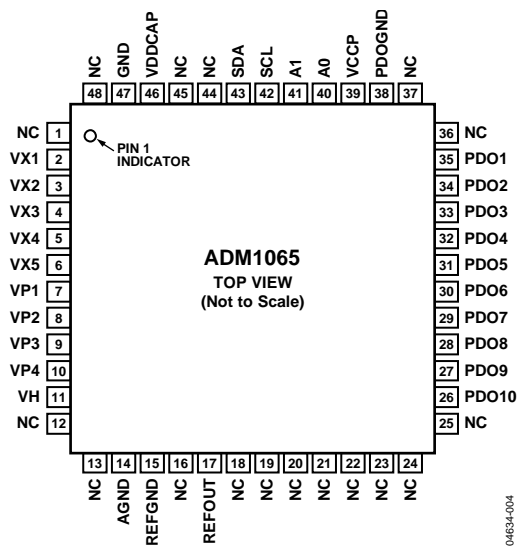 NC
GND
VDDCAP
NC
NC
SDA
SCL
A1
A0
VCCP
PDOGND
NC
48
47
46
45
44
43
42
41
40
39
38
37
NC 1
VX1 2
VX2 3
VX3 4
VX4 5
VX5 6
VP1 7
VP2 8
VP3 9
VP4 10
VH 11
NC 12
PIN 1
INDICATOR
ADM1065
TOP VIEW
(Not to Scale)
36 NC
35 PDO1
34 PDO2
33 PDO3
32 PDO4
31 PDO5
30 PDO6
29 PDO7
28 PDO8
27 PDO9
26 PDO10
25 NC
13
14
15
16
17
18
19
20
21
22
23
24
NC
AGND
REFGND
NC
REFOUT
NC
NC
NC
NC
NC
NC
NC
04634-004